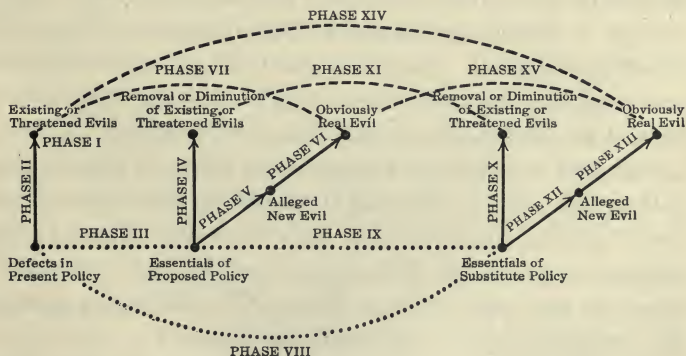 PHASE XIV
PHASE VII
PHASE XI
PHASE XV
Existing or
Threatened Evils
Removal or Diminution
of Existing or
Threatened Evils
Obviously
Real Evil
Removal or Diminution
of Existing or
Threatened Evils
Obviously
Real Evil
PHASE I
PHASE II
PHASE IV
PHASE V
PHASE VI
Alleged
New Evil
PHASE X
PHASE XII
PHASE XIII
Alleged
New Evil
PHASE III
PHASE IX
Defects in
Present Policy
Essentials of
Proposed Policy
Essentials of
Substitute Policy
PHASE VIII